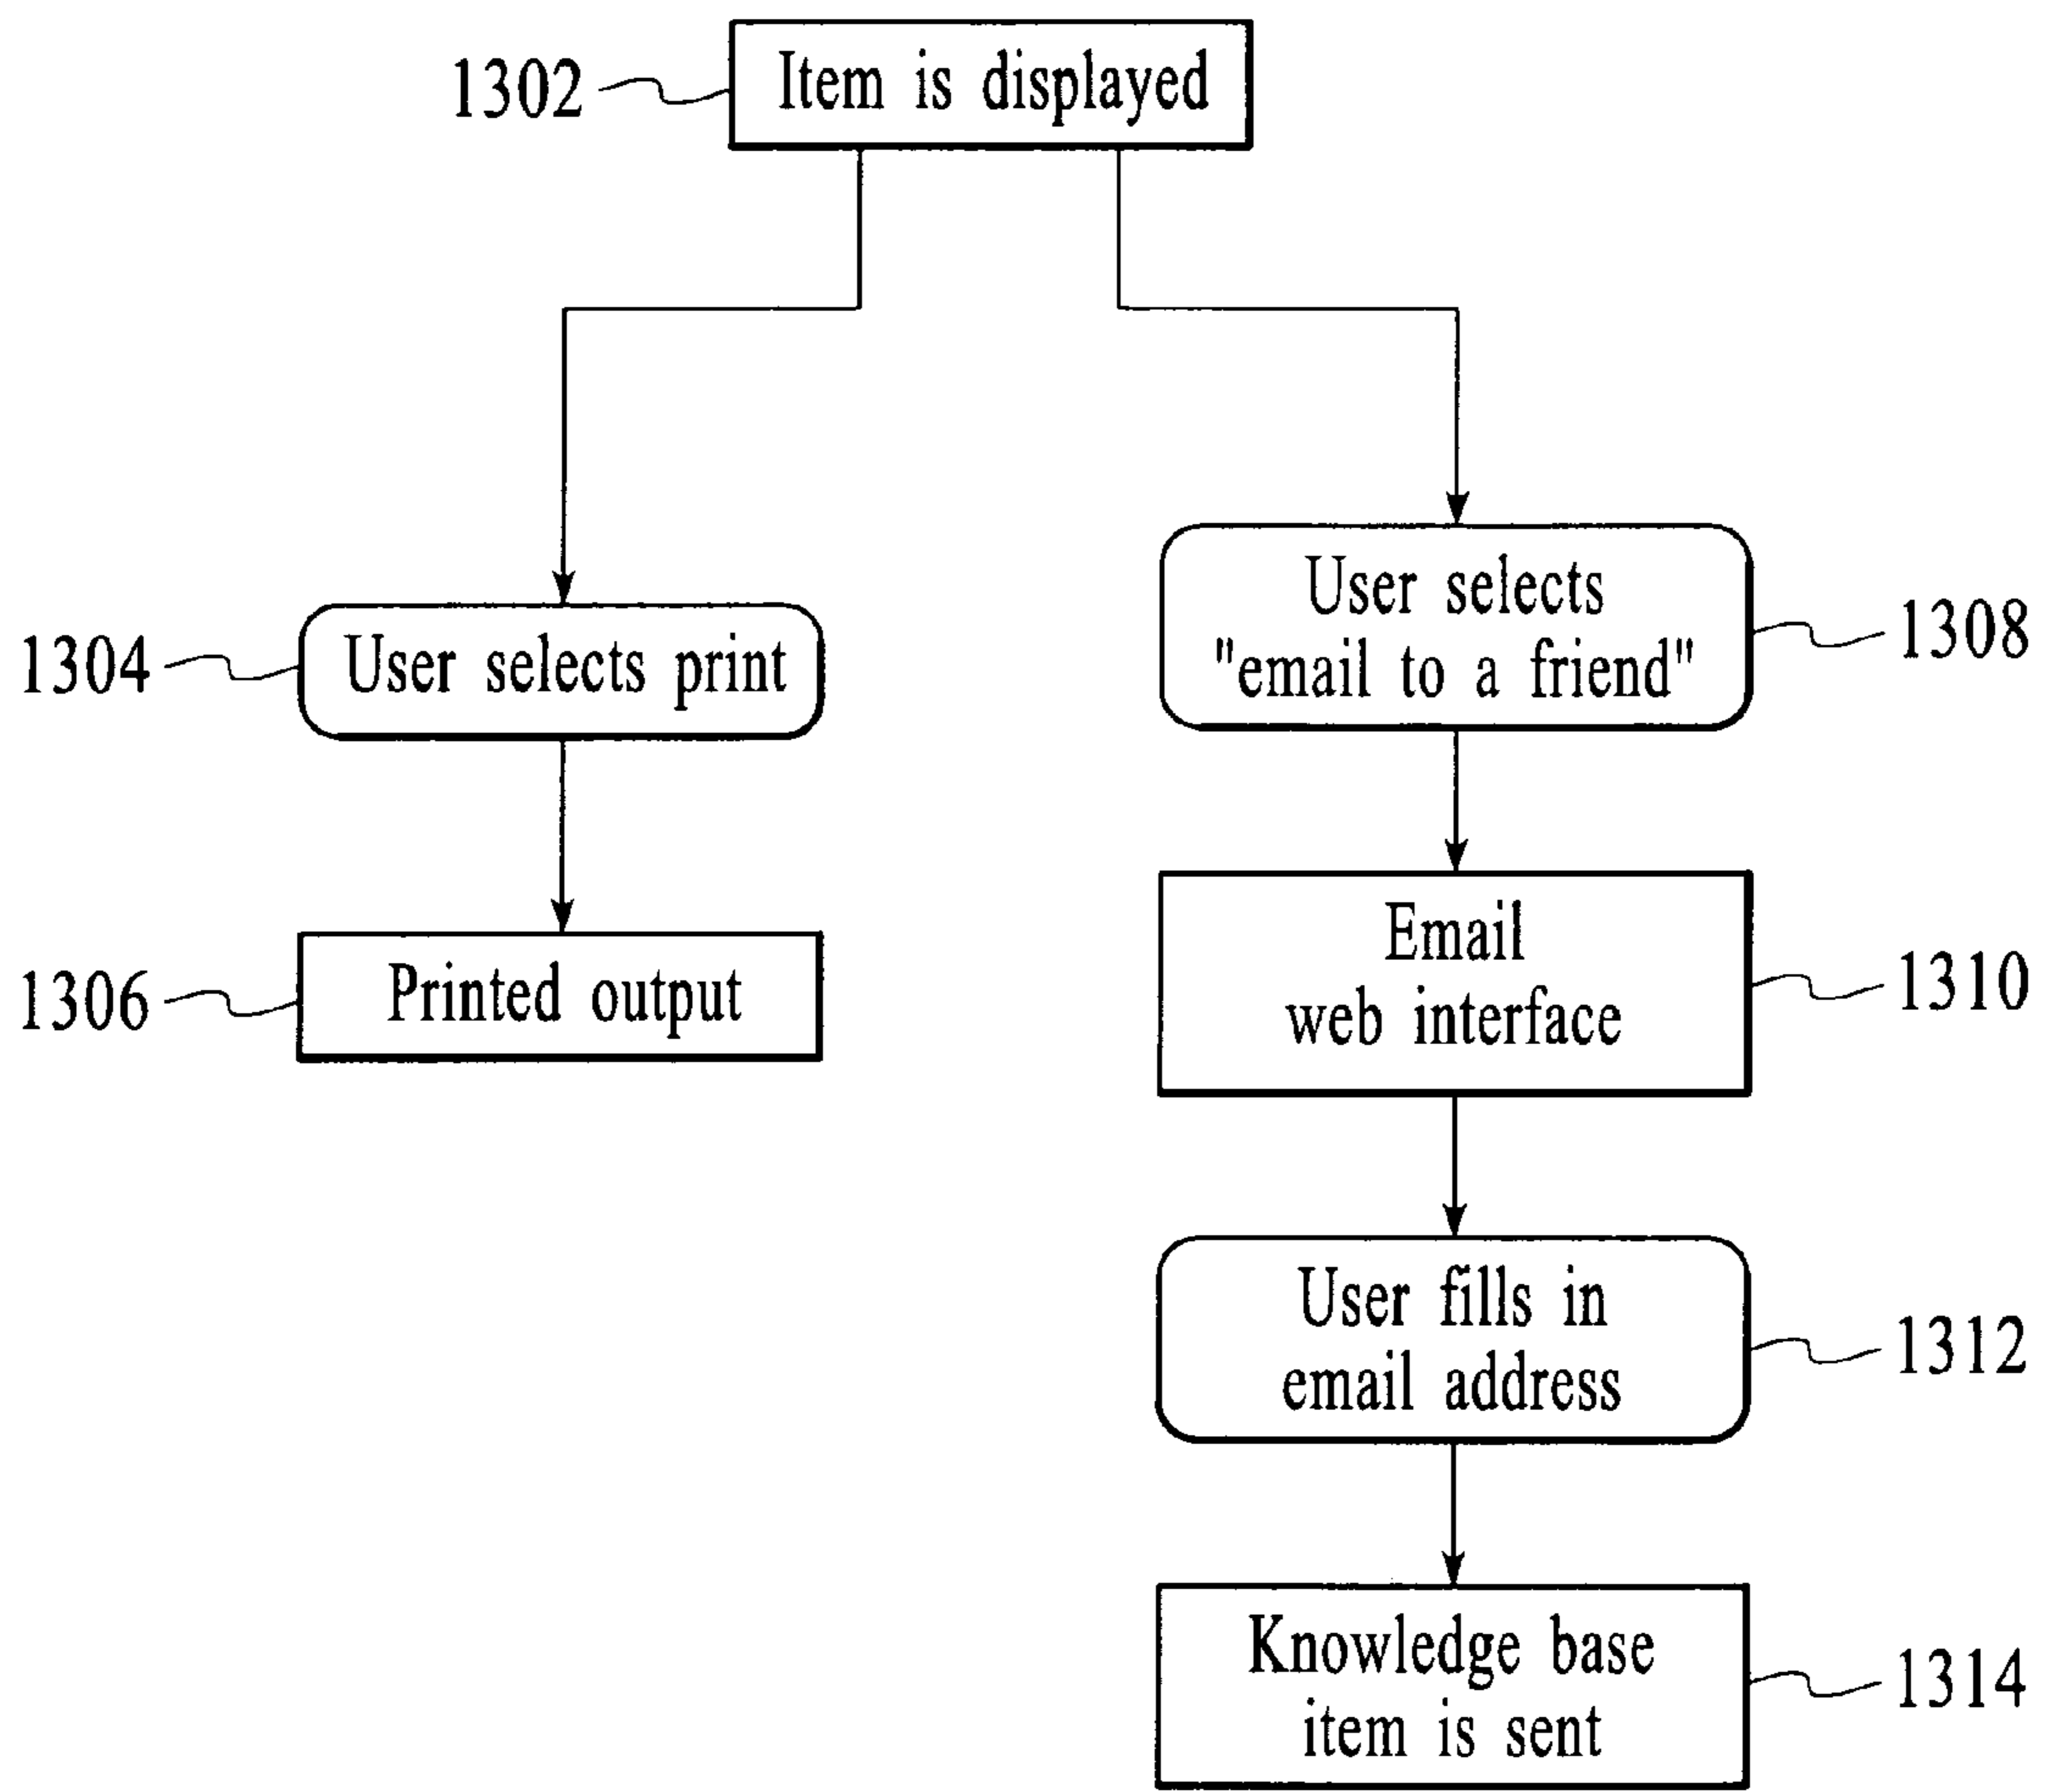 1302
Item is displayed
1304
User selects print
1306
Printed output
User selects
"email to a friend"
1308
Email
web interface
1310
User fills in
email address
1312
Knowledge base
item is sent
1314